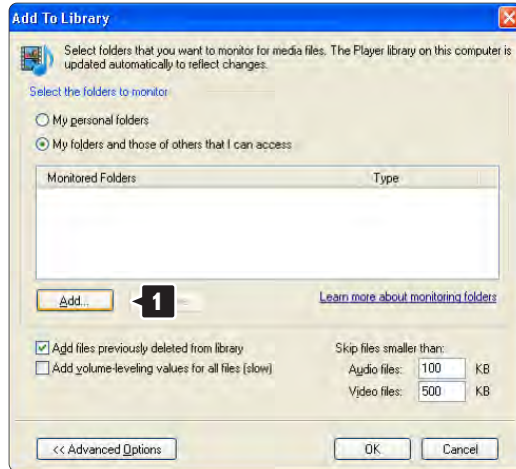 Add To Library
Select folders that you want to monitor for media files. The Player library on this computer is
updated automatically to reflect changes.
Select the folders to monitor
My personal folders
My folders and those of others that I can access
Monitored Folders Type
Add... 1 Learn more about monitoring folders
Add files previously deleted from library
Add volume-leveling values for all files (slow)
Skip files smaller than:
Audio files: 100 KB
Video files: 500 KB
<< Advanced Options OK Cancel